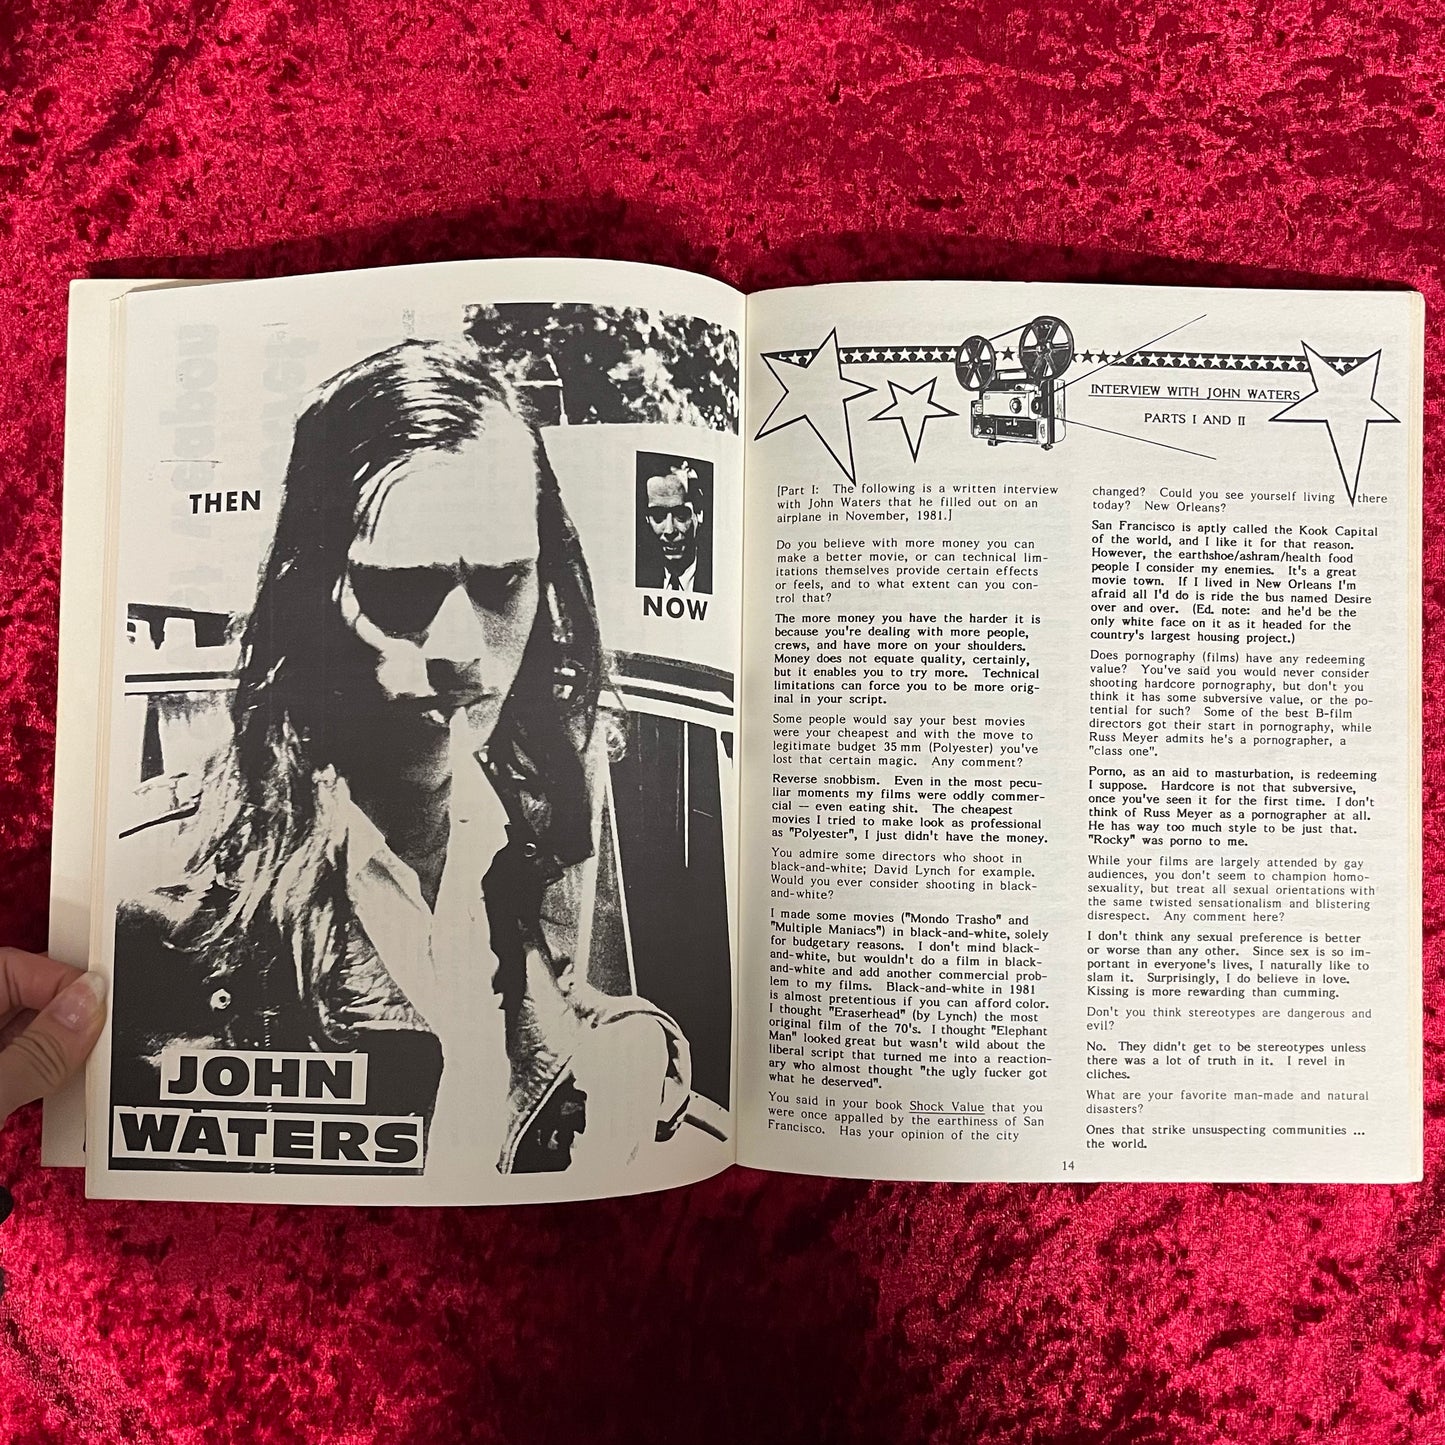 THEN
NOW
JOHN
WATERS
INTERVIEW WITH JOHN WATERS
PARTS I AND II
[Part I: The following is a written interview
with John Waters that he filled out on an
airplane in November, 1981.]
Do you believe with more money you can
make a better movie, or can technical lim-
itations themselves provide certain effects
or feels, and to what extent can you con-
trol that?
The more money you have the harder it is
because you're dealing with more people,
crews, and have more on your shoulders.
Money does not equate quality, certainly,
but it enables you to try more. Technical
limitations can force you to be more orig-
inal in your script.
Some people would say your best movies
were your cheapest and with the move to
legitimate budget 35 mm (Polyester) you've
lost that certain magic. Any comment?
Reverse snobbism. Even in the most pecu-
liar moments my films were oddly commer-
cial — even eating shit. The cheapest
movies I tried to make look as professional
as "Polyester", I just didn't have the money.
You admire some directors who shoot in
black-and-white; David Lynch for example.
Would you ever consider shooting in black-
and-white?
I made some movies ("Mondo Trasho" and
"Multiple Maniacs") in black-and-white, solely
for budgetary reasons. I don't mind black-
and-white, but wouldn't do a film in black-
and-white and add another commercial prob-
lem to my films. Black-and-white in 1981
is almost pretentious if you can afford color.
I thought "Eraserhead" (by Lynch) the most
original film of the 70's. I thought "Elephant
Man" looked great but wasn't wild about the
liberal script that turned me into a reaction-
ary who almost thought "the ugly fucker got
what he deserved".
You said in your book Shock Value that you
were once appalled by the earthiness of San
Francisco. Has your opinion of the city
changed? Could you see yourself living there
today? New Orleans?
San Francisco is aptly called the Kook Capital
of the world, and I like it for that reason.
However, the earthshoe/ashram/health food
people I consider my enemies. It's a great
movie town. If I lived in New Orleans I'm
afraid all I'd do is ride the bus named Desire
over and over. (Ed. note: and he'd be the
only white face on it as it headed for the
country's largest housing project.)
Does pornography (films) have any redeeming
value? You've said you would never consider
shooting hardcore pornography, but don't you
think it has some subversive value, or the po-
tential for such? Some of the best B-film
directors got their start in pornography, while
Russ Meyer admits he's a pornographer, a
"class one".
Porno, as an aid to masturbation, is redeeming
I suppose. Hardcore is not that subversive,
once you've seen it for the first time. I don't
think of Russ Meyer as a pornographer at all.
He has way too much style to be just that.
"Rocky" was porno to me.
While your films are largely attended by gay
audiences, you don't seem to champion homo-
sexuality, but treat all sexual orientations with
the same twisted sensationalism and blistering
disrespect. Any comment here?
I don't think any sexual preference is better
or worse than any other. Since sex is so im-
portant in everyone's lives, I naturally like to
slam it. Surprisingly, I do believe in love.
Kissing is more rewarding than cumming.
Don't you think stereotypes are dangerous and
evil?
No. They didn't get to be stereotypes unless
there was a lot of truth in it. I revel in
cliches.
What are your favorite man-made and natural
disasters?
Ones that strike unsuspecting communities ...
the world.
14